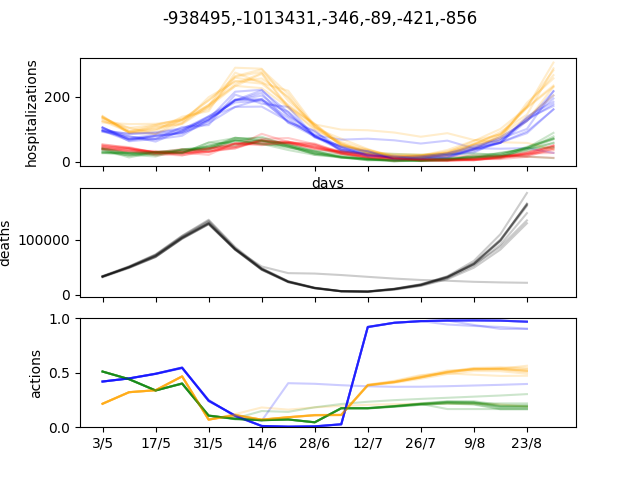 -938495,-1013431,-346,-89,-421,-856
hospitalizations
200
0
days
deaths
100000
0
actions
1.0
0.5
0.0
3/5 17/5 31/5 14/6 28/6 12/7 26/7 9/8 23/8